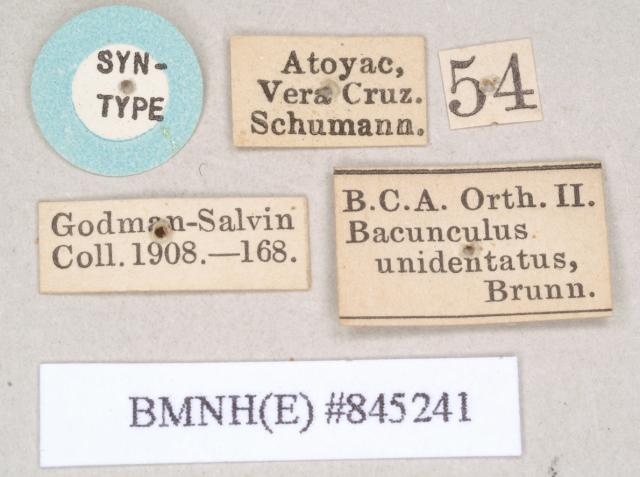 SYN-
TYPE
Atoyac,
Vera Cruz.
Schumann.
54
Godman-Salvin
Coll. 1908.—168.
B.C.A. Orth. II.
Bacunculus
unidentatus,
Brunn.
BMNH(E) #845241